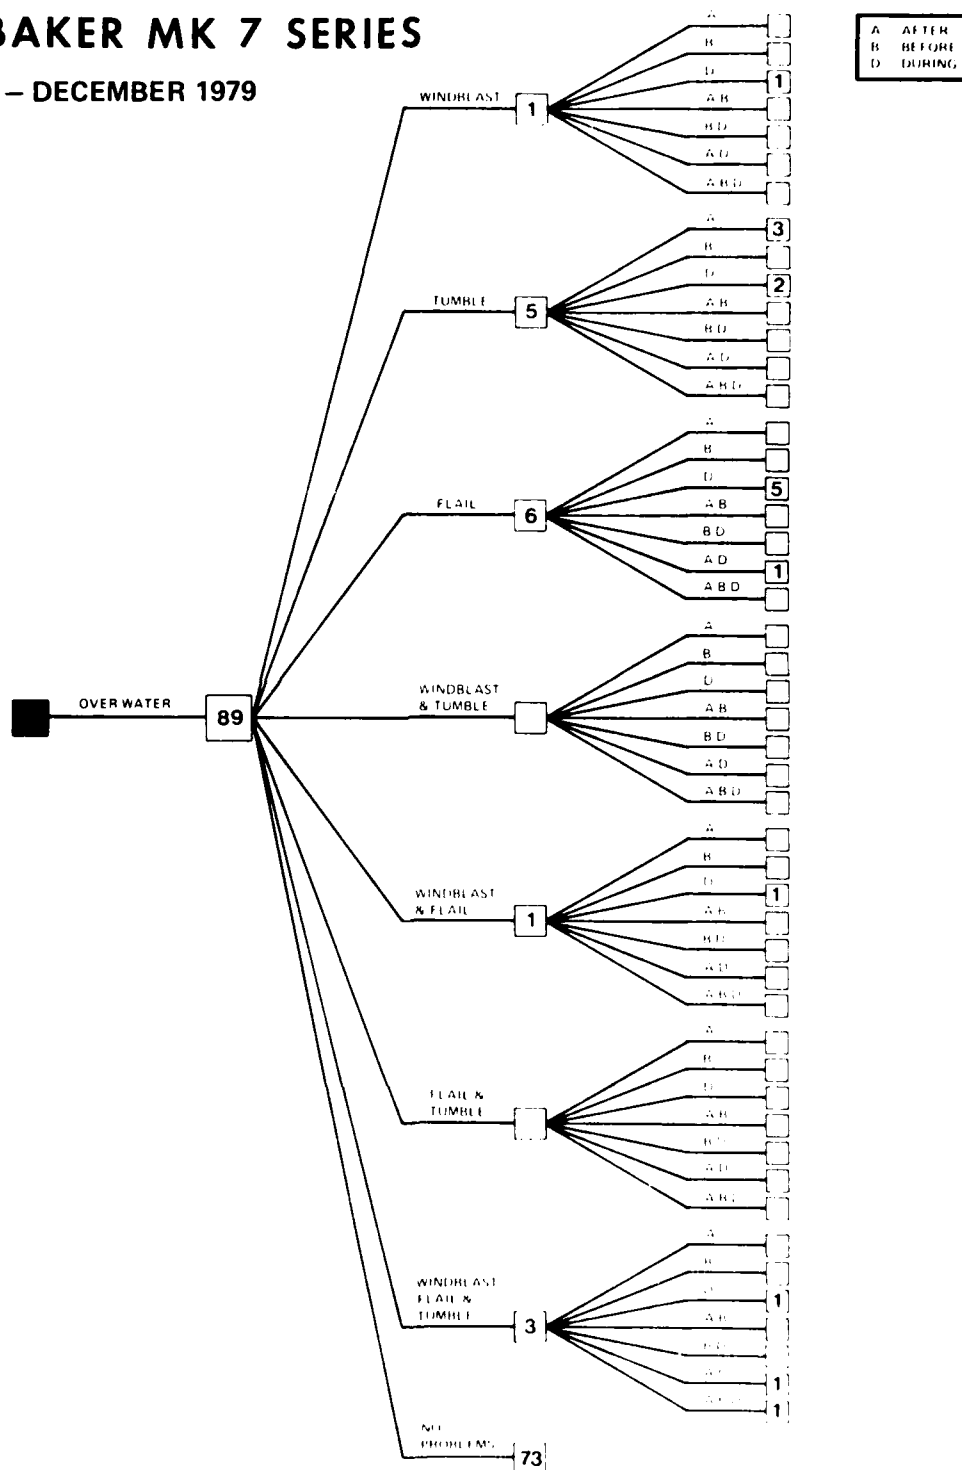 BAKER MK 7 SERIES
– DECEMBER 1979
A AFTER
B BEFORE
D DURING
OVER WATER
89
WINDBLAST
1
A
B
D 1
A B
B D
A D
A B D
TUMBLE
5
A 3
B
D 2
A B
B D
A D
A B D
FLAIL
6
A
B
D 5
A B
B D
A D 1
A B D
WINDBLAST
& TUMBLE
A
B
D
A B
B D
A D
A B D
WINDBLAST
& FLAIL
1
A
B
D 1
A B
B D
A D
A B D
FLAIL &
TUMBLE
A
B
D
A B
B D
A D
A B
WINDBLAST
FLAIL &
TUMBLE
3
A
B
1
A B
B D
1
1
NO
PROBLEMS
73